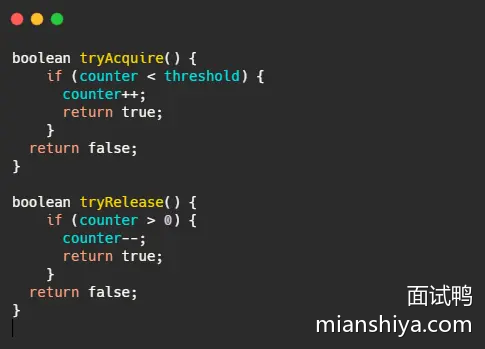 boolean tryAcquire() {
    if (counter < threshold) {
      counter++;
      return true;
    }
  return false;
}

boolean tryRelease() {
    if (counter > 0) {
      counter--;
      return true;
    }
  return false;
}
面试鸭
mianshiya.com